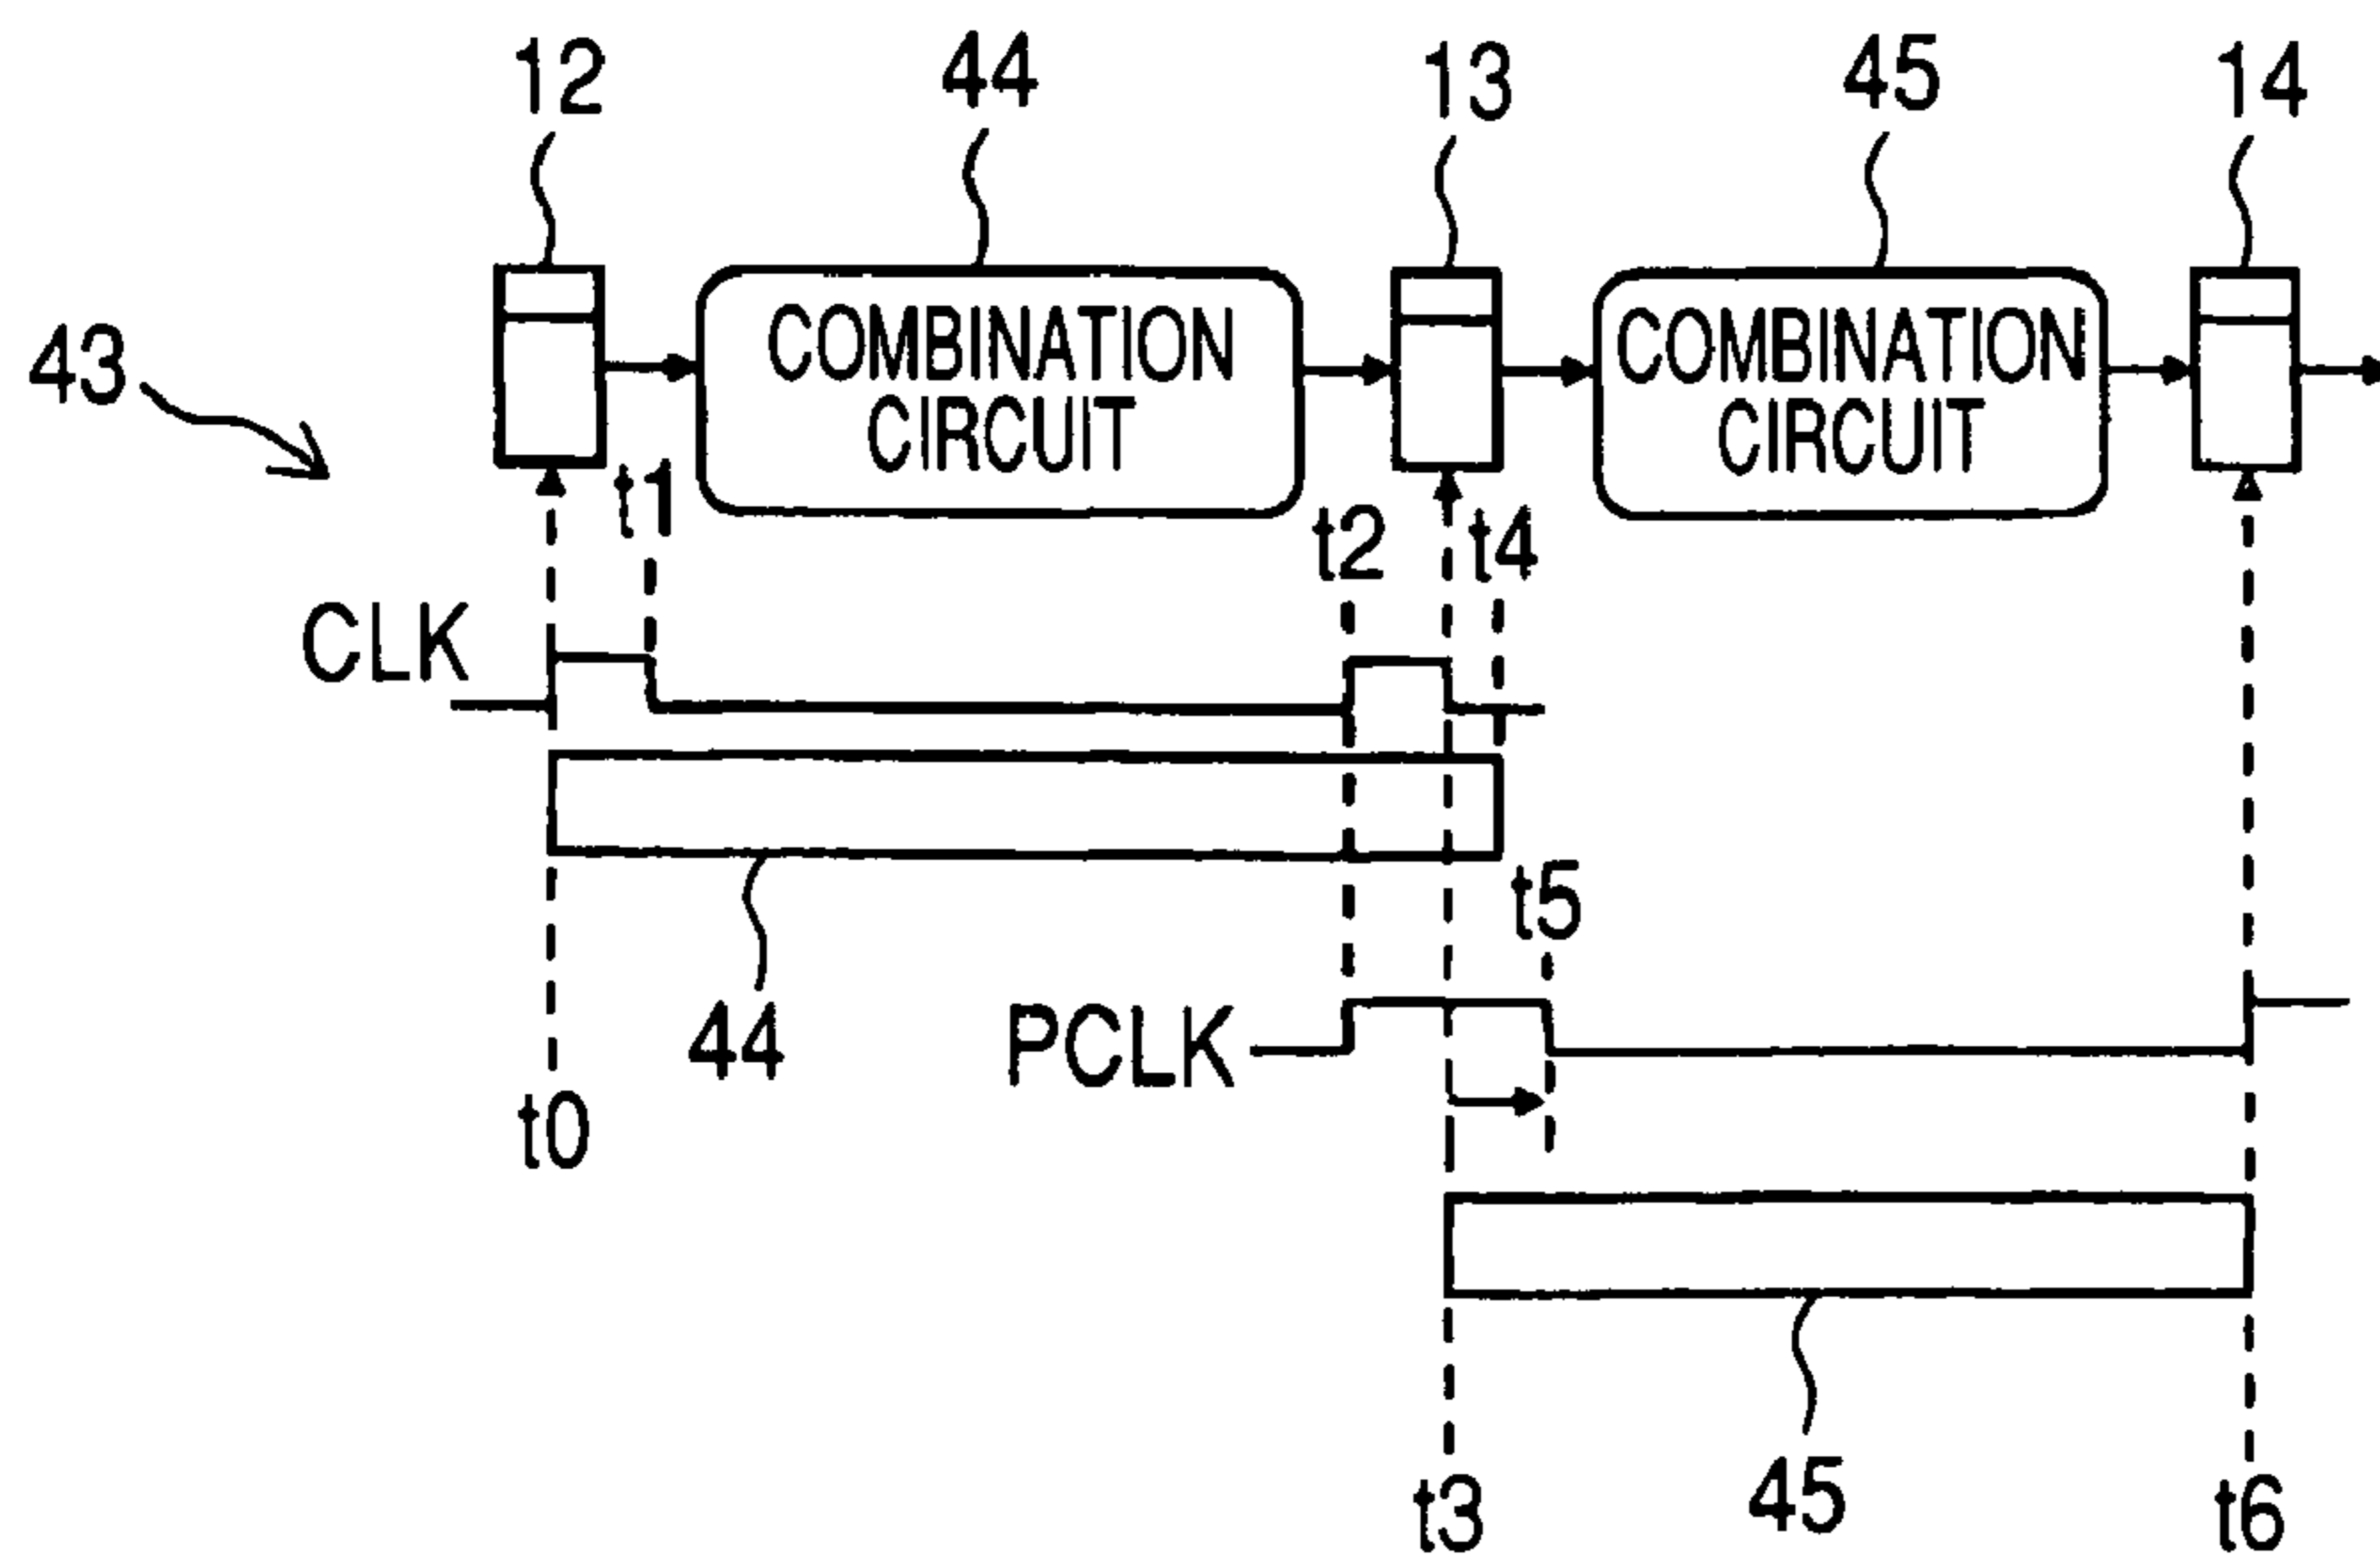 12
44
13
45
14
43
COMBINATION
CIRCUIT
COMBINATION
CIRCUIT
t1
t2
t4
CLK
t5
44
PCLK
t0
45
t3
t6